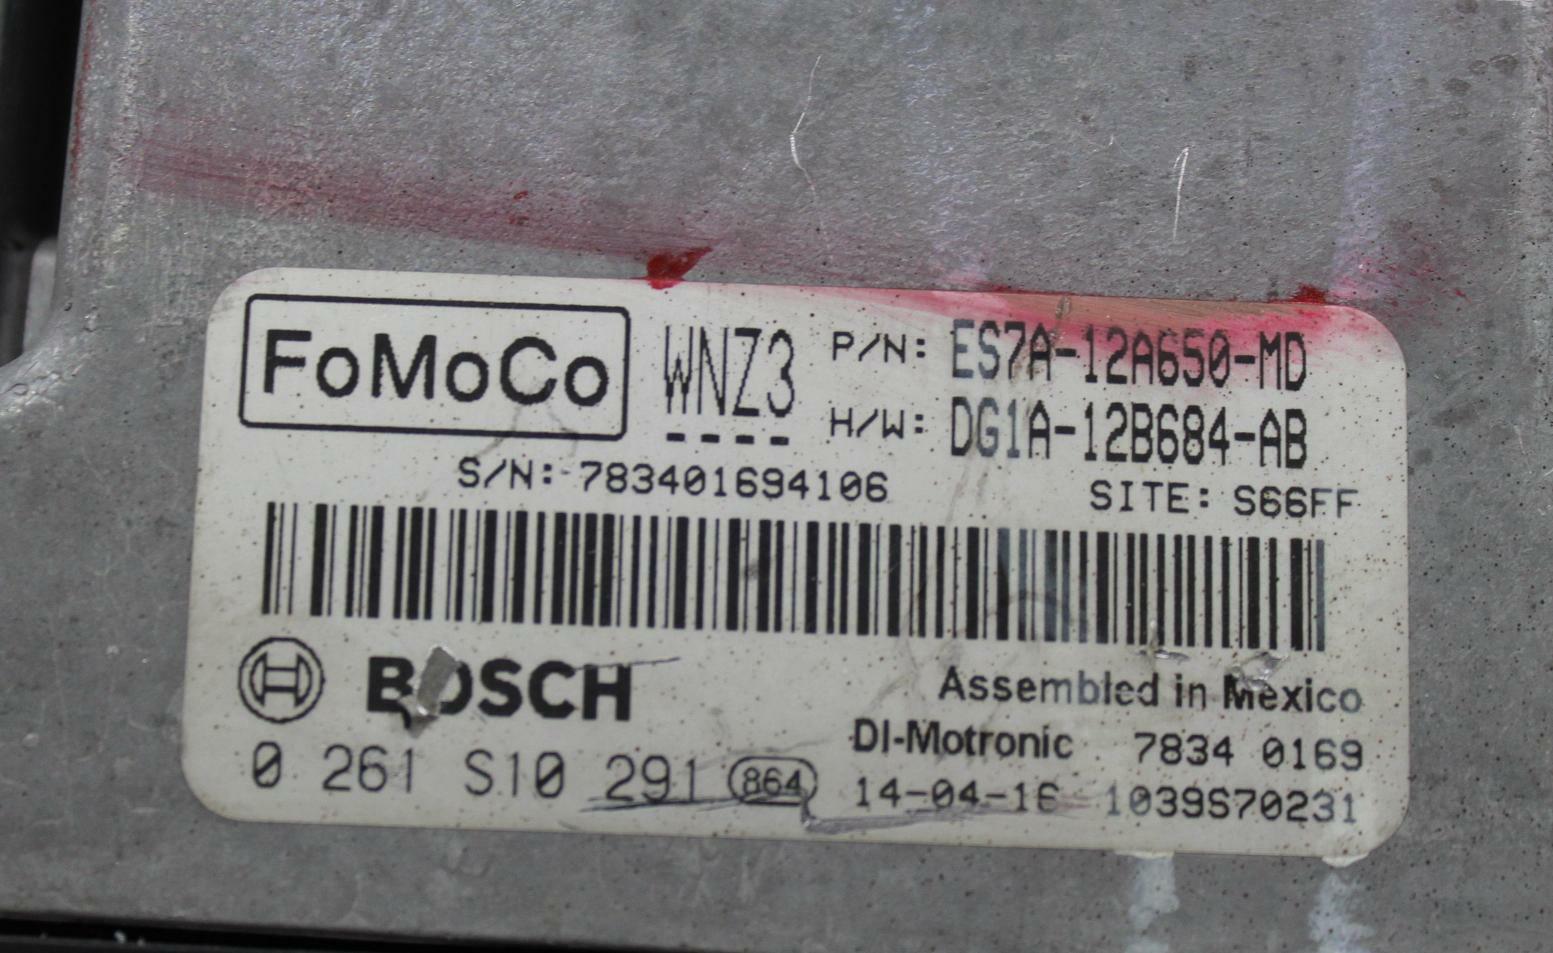 FoMoCo WNZ3 P/N: ES7A-12A650-MD
H/W: DG1A-12B684-AB
S/N: 783401694106 SITE: S66FF
BOSCH Assembled in Mexico
DI-Motronic 7834 0169
0 261 S10 291 864 14-04-16 1039S70231